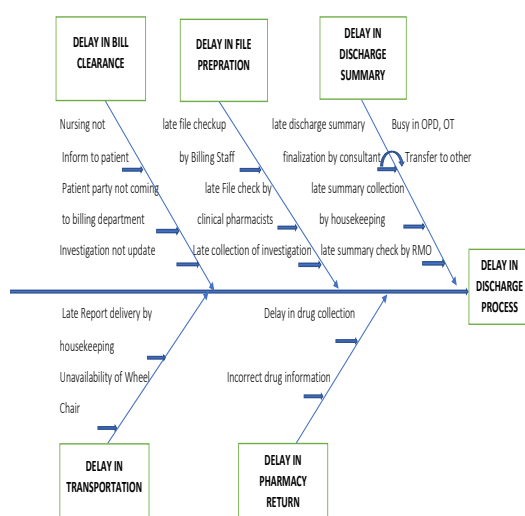 DELAY IN BILL
CLEARANCE
DELAY IN FILE
PREPRATION
DELAY IN
DISCHARGE
SUMMARY
Nursing not
Inform to patient
Patient party not coming
to billing department
Investigation not update
late file checkup
by Billing Staff
late File check by
clinical pharmacists
Late collection of investigation
late discharge summary
finalization by consultant
late summary collection
by housekeeping
late summary check by RMO
Busy in OPD, OT
Transfer to other
DELAY IN
DISCHARGE
PROCESS
Late Report delivery by
housekeeping
Unavailability of Wheel
Chair
Delay in drug collection
Incorrect drug information
DELAY IN
TRANSPORTATION
DELAY IN
PHARMACY
RETURN